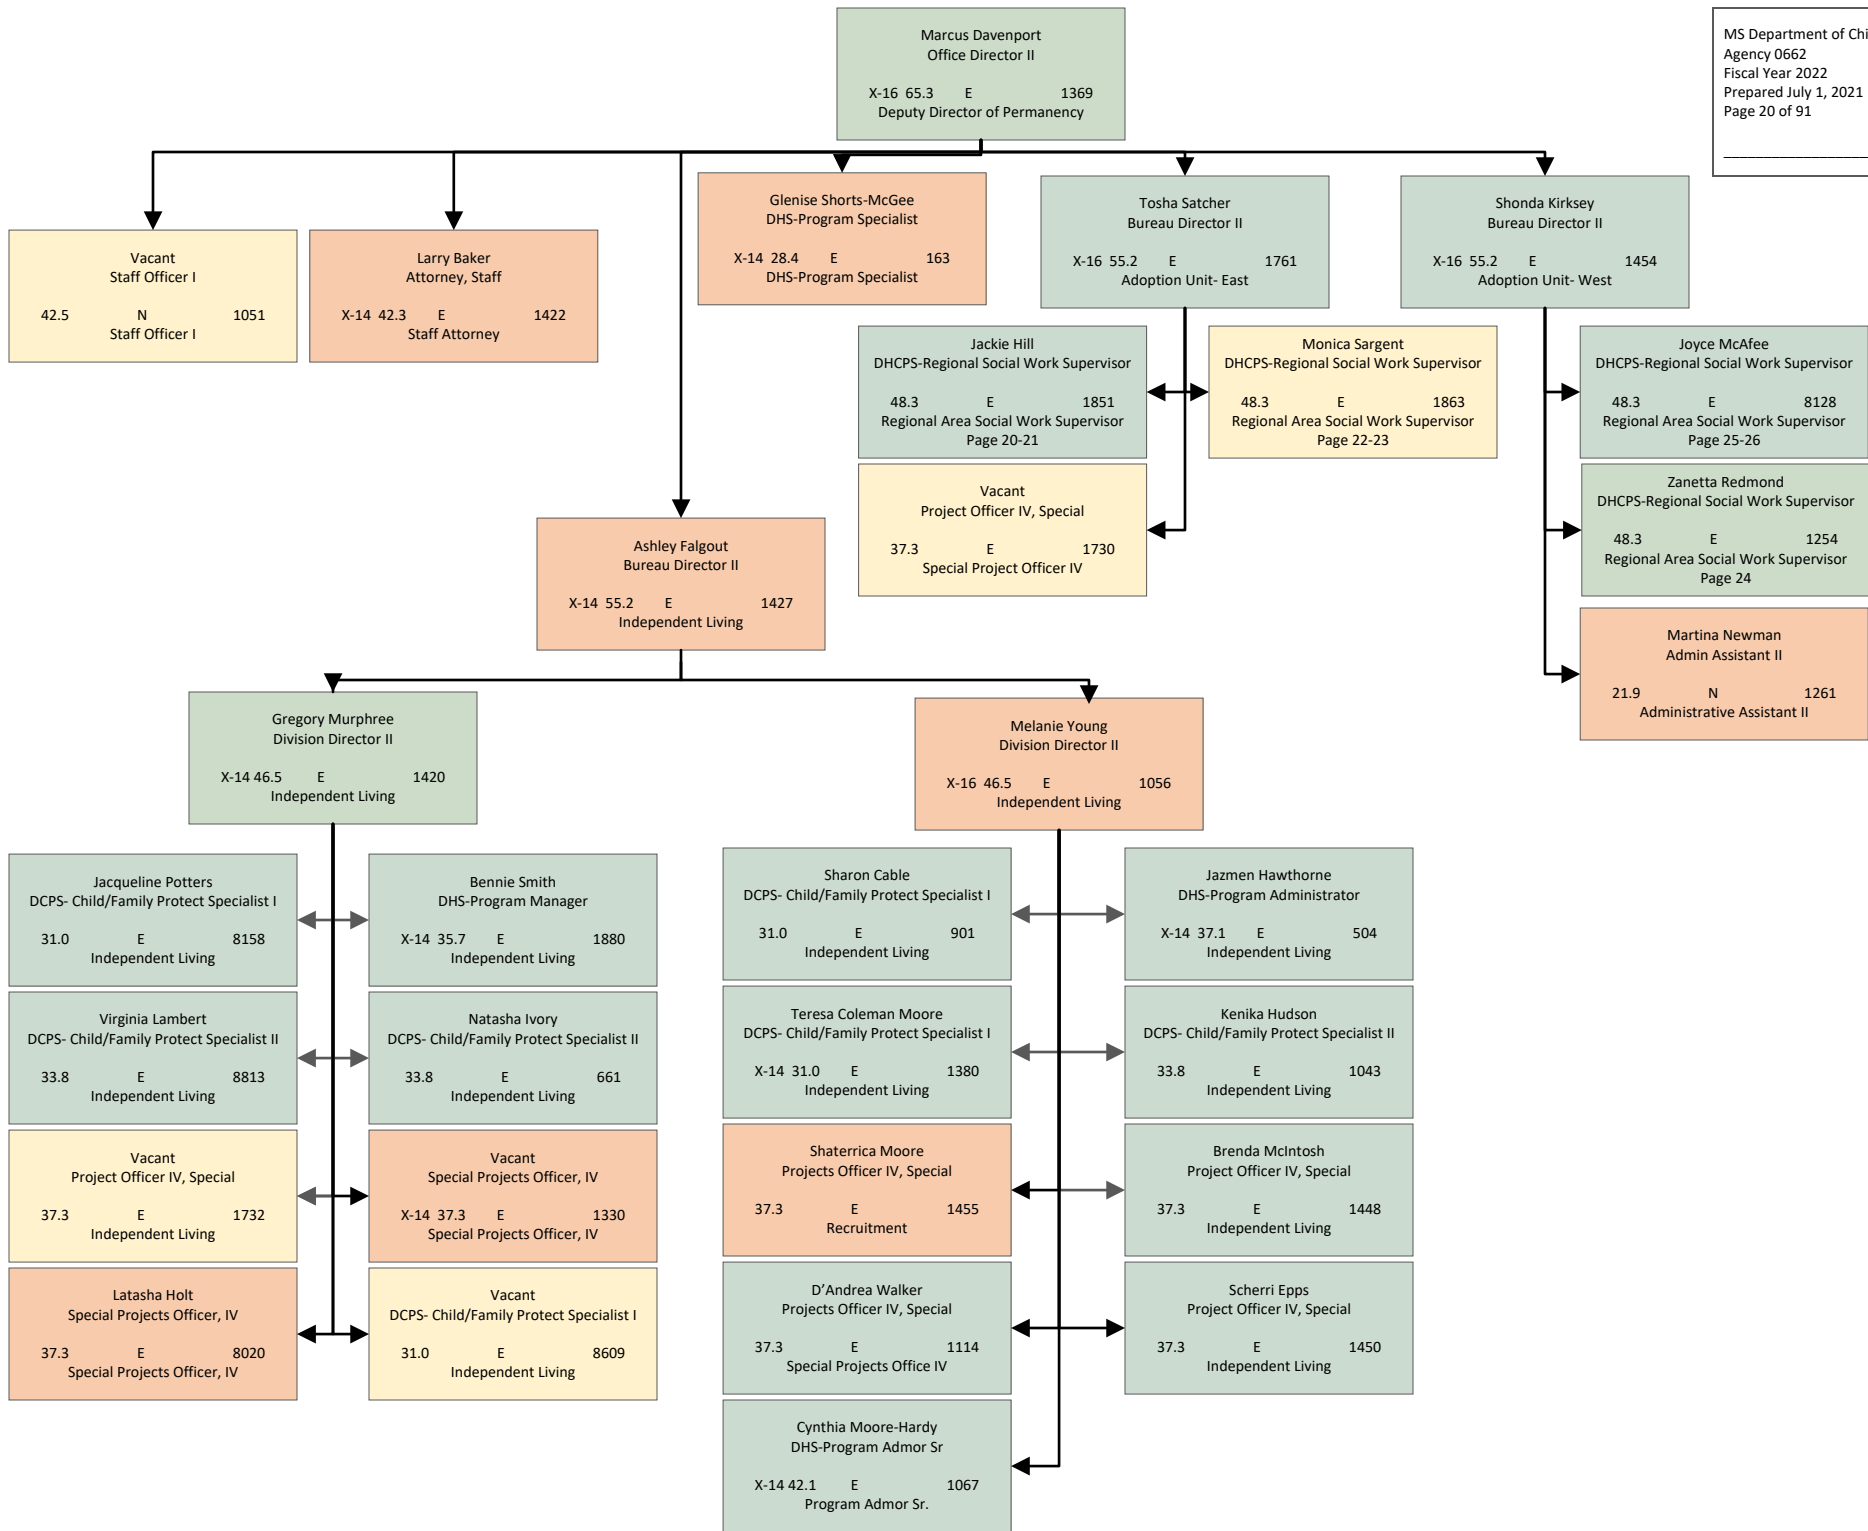 Marcus Davenport
Office Director II
X-16 65.3 E 1369
Deputy Director of Permanency
MS Department of Chi
Agency 0662
Fiscal Year 2022
Prepared July 1, 2021
Page 20 of 91
Vacant
Staff Officer I
42.5 N 1051
Staff Officer I
Larry Baker
Attorney, Staff
X-14 42.3 E 1422
Staff Attorney
Glenise Shorts-McGee
DHS-Program Specialist
X-14 28.4 E 163
DHS-Program Specialist
Tosha Satcher
Bureau Director II
X-16 55.2 E 1761
Adoption Unit- East
Shonda Kirksey
Bureau Director II
X-16 55.2 E 1454
Adoption Unit- West
Jackie Hill
DHCPS-Regional Social Work Supervisor
48.3 E 1851
Regional Area Social Work Supervisor
Page 20-21
Monica Sargent
DHCPS-Regional Social Work Supervisor
48.3 E 1863
Regional Area Social Work Supervisor
Page 22-23
Joyce McAfee
DHCPS-Regional Social Work Supervisor
48.3 E 8128
Regional Area Social Work Supervisor
Page 25-26
Vacant
Project Officer IV, Special
37.3 E 1730
Special Project Officer IV
Zanetta Redmond
DHCPS-Regional Social Work Supervisor
48.3 E 1254
Regional Area Social Work Supervisor
Page 24
Ashley Falgout
Bureau Director II
X-14 55.2 E 1427
Independent Living
Martina Newman
Admin Assistant II
21.9 N 1261
Administrative Assistant II
Gregory Murphree
Division Director II
X-14 46.5 E 1420
Independent Living
Melanie Young
Division Director II
X-16 46.5 E 1056
Independent Living
Jacqueline Potters
DCPS- Child/Family Protect Specialist I
31.0 E 8158
Independent Living
Bennie Smith
DHS-Program Manager
X-14 35.7 E 1880
Independent Living
Sharon Cable
DCPS- Child/Family Protect Specialist I
31.0 E 901
Independent Living
Jazmen Hawthorne
DHS-Program Administrator
X-14 37.1 E 504
Independent Living
Virginia Lambert
DCPS- Child/Family Protect Specialist II
33.8 E 8813
Independent Living
Natasha Ivory
DCPS- Child/Family Protect Specialist II
33.8 E 661
Independent Living
Teresa Coleman Moore
DCPS- Child/Family Protect Specialist I
X-14 31.0 E 1380
Independent Living
Kenika Hudson
DCPS- Child/Family Protect Specialist II
33.8 E 1043
Independent Living
Vacant
Project Officer IV, Special
37.3 E 1732
Independent Living
Vacant
Special Projects Officer, IV
X-14 37.3 E 1330
Special Projects Officer, IV
Shaterrica Moore
Projects Officer IV, Special
37.3 E 1455
Recruitment
Brenda McIntosh
Project Officer IV, Special
37.3 E 1448
Independent Living
Latasha Holt
Special Projects Officer, IV
37.3 E 8020
Special Projects Officer, IV
Vacant
DCPS- Child/Family Protect Specialist I
31.0 E 8609
Independent Living
D’Andrea Walker
Projects Officer IV, Special
37.3 E 1114
Special Projects Office IV
Scherri Epps
Project Officer IV, Special
37.3 E 1450
Independent Living
Cynthia Moore-Hardy
DHS-Program Admor Sr
X-14 42.1 E 1067
Program Admor Sr.